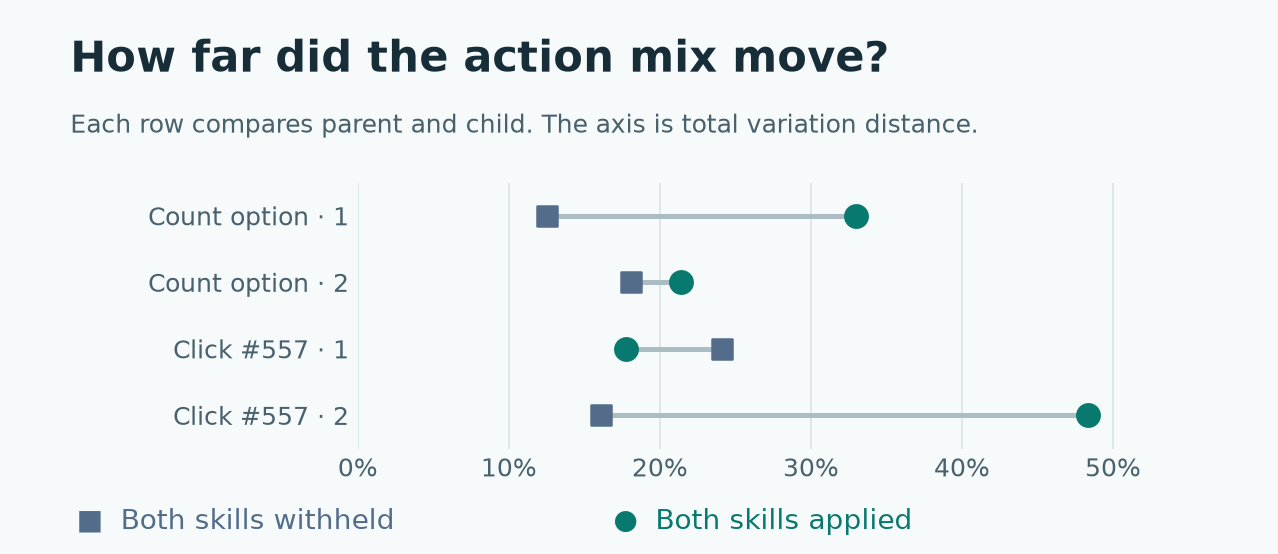 How far did the action mix move?
Each row compares parent and child. The axis is total variation distance.
Count option · 1
Count option · 2
Click #557 · 1
Click #557 · 2
0% 10% 20% 30% 40% 50%
Both skills withheld Both skills applied